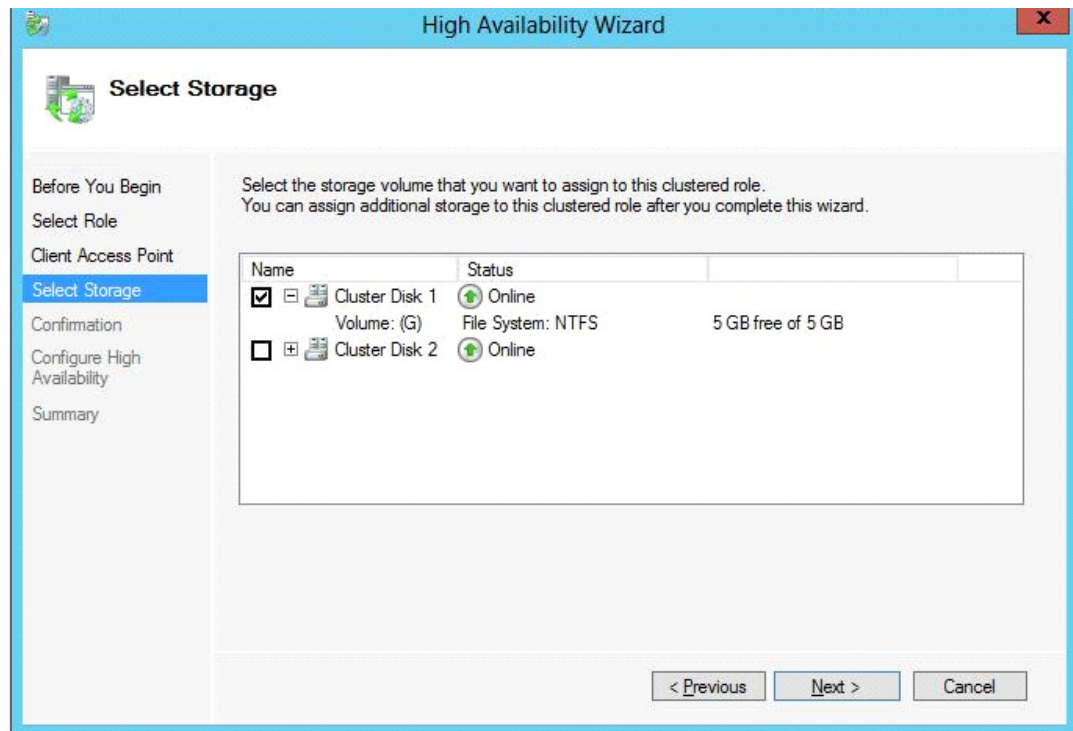 High Availability Wizard
x
Select Storage
Before You Begin
Select Role
Client Access Point
Select Storage
Confirmation
Configure High
Availability
Summary
Select the storage volume that you want to assign to this clustered role.
You can assign additional storage to this clustered role after you complete this wizard.
Name Status
Cluster Disk 1 Online
Volume: (G) File System: NTFS 5 GB free of 5 GB
Cluster Disk 2 Online
< Previous Next > Cancel